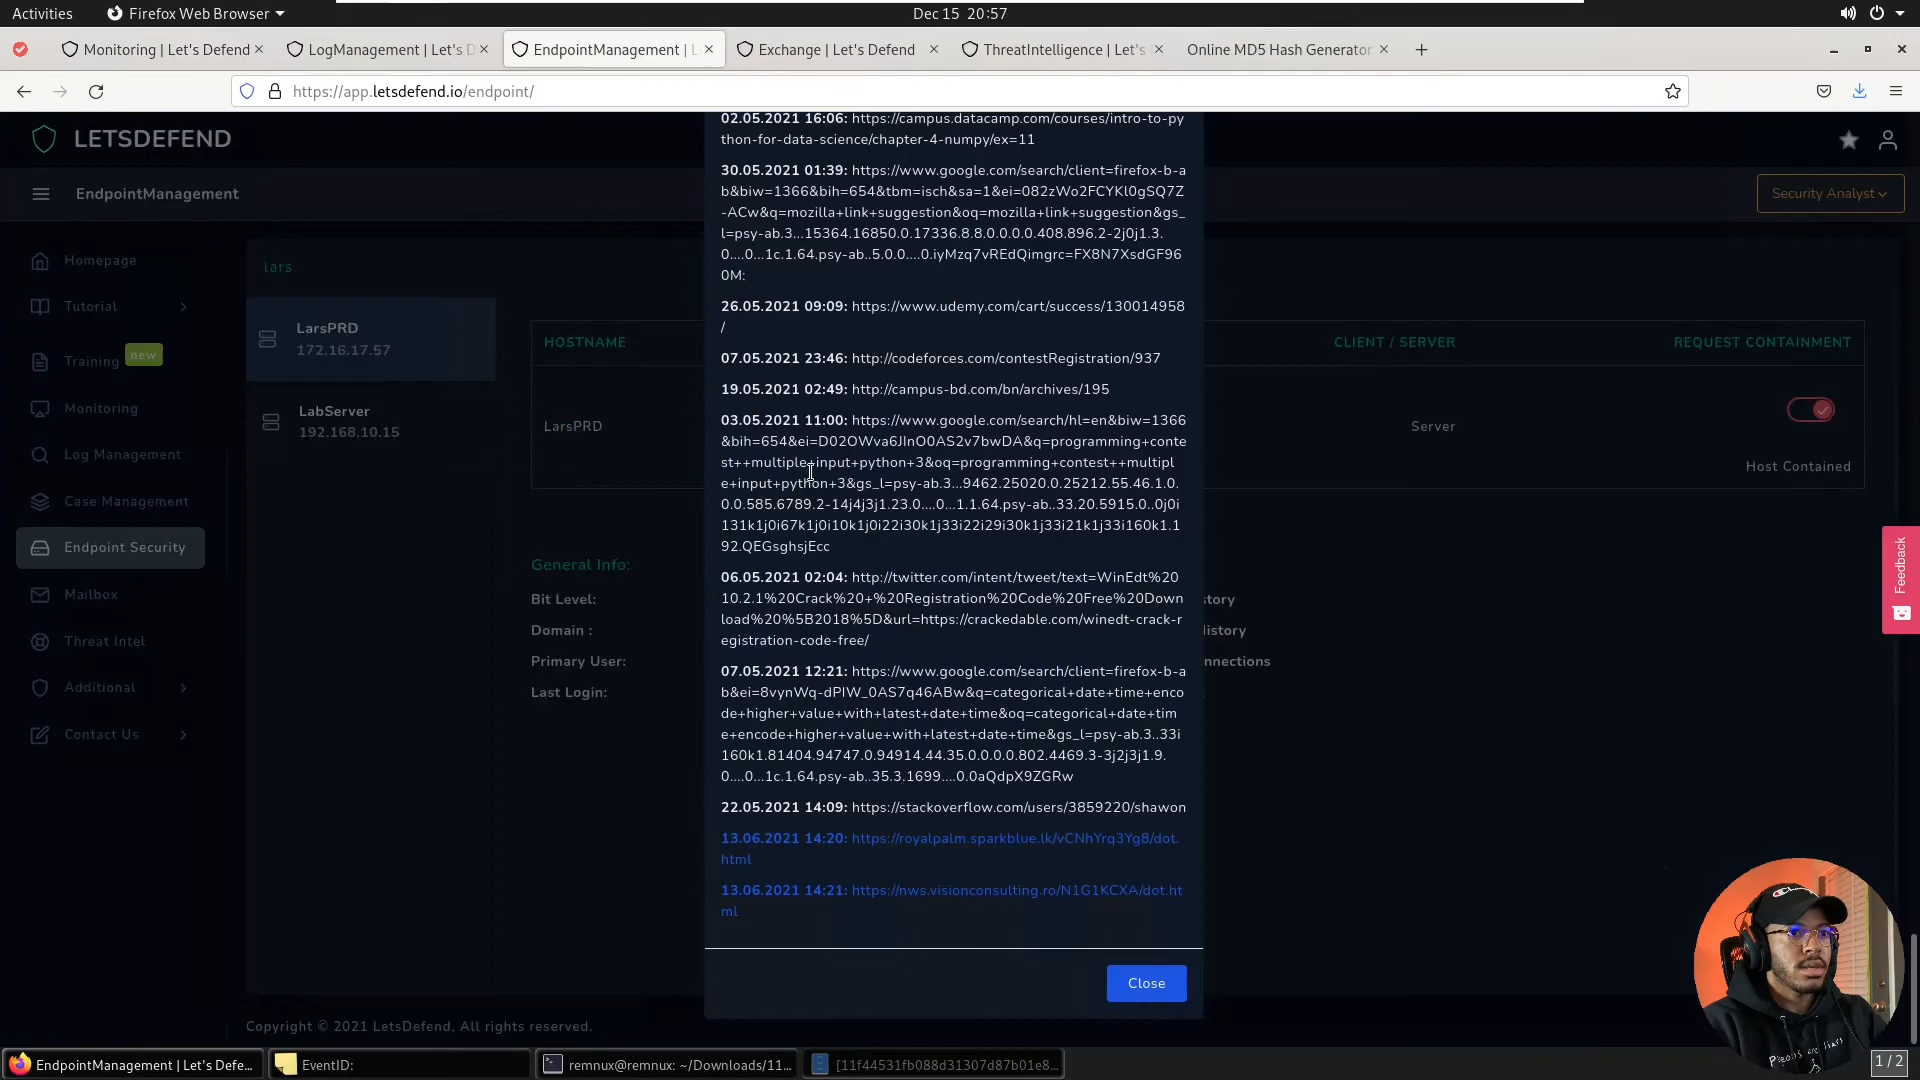 Activities
Firefox Web Browser
Dec 15 20:57
Monitoring | Let's Defend
LogManagement | Let's D
EndpointManagement | L
Exchange | Let's Defend
ThreatIntelligence | Let's
Online MD5 Hash Generator
https://app.letsdefend.io/endpoint/
LETSDEFEND
EndpointManagement
Security Analyst
Homepage
Tutorial
Training
new
Monitoring
Log Management
Case Management
Endpoint Security
Mailbox
Threat Intel
Additional
Contact Us
lars
LarsPRD
172.16.17.57
LabServer
192.168.10.15
HOSTNAME
CLIENT / SERVER
REQUEST CONTAINMENT
LarsPRD
Server
Host Contained
General Info:
Bit Level:
Domain :
Primary User:
Last Login:
story
History
nnections
02.05.2021 16:06: https://campus.datacamp.com/courses/intro-to-py
thon-for-data-science/chapter-4-numpy/ex=11
30.05.2021 01:39: https://www.google.com/search/client=firefox-b-a
b&biw=1366&bih=654&tbm=isch&sa=1&ei=082zWo2FCYKl0gSQ7Z
-ACw&q=mozilla+link+suggestion&oq=mozilla+link+suggestion&gs_
l=psy-ab.3...15364.16850.0.17336.8.8.0.0.0.0.408.896.2-2j0j1.3.
0....0...1c.1.64.psy-ab..5.0.0....0.iyMzq7vREdQimgrc=FX8N7XsdGF96
0M:
26.05.2021 09:09: https://www.udemy.com/cart/success/130014958
/
07.05.2021 23:46: http://codeforces.com/contestRegistration/937
19.05.2021 02:49: http://campus-bd.com/bn/archives/195
03.05.2021 11:00: https://www.google.com/search/hl=en&biw=1366
&bih=654&ei=D02OWva6JInO0AS2v7bwDA&q=programming+conte
st++multiple+input+python+3&oq=programming+contest++multipl
e+input+python+3&gs_l=psy-ab.3...9462.25020.0.25212.55.46.1.0.
0.0.585.6789.2-14j4j3j1.23.0....0...1.1.64.psy-ab..33.20.5915.0..0j0i
131k1j0i67k1j0i10k1j0i22i30k1j33i22i29i30k1j33i21k1j33i160k1.1
92.QEGsghsjEcc
06.05.2021 02:04: http://twitter.com/intent/tweet/text=WinEdt%20
10.2.1%20Crack%20+%20Registration%20Code%20Free%20Down
load%20%5B2018%5D&url=https://crackedable.com/winedt-crack-r
egistration-code-free/
07.05.2021 12:21: https://www.google.com/search/client=firefox-b-a
b&ei=8vynWq-dPIW_0AS7q46ABw&q=categorical+date+time+enco
de+higher+value+with+latest+date+time&oq=categorical+date+tim
e+encode+higher+value+with+latest+date+time&gs_l=psy-ab.3..33i
160k1.81404.94747.0.94914.44.35.0.0.0.0.802.4469.3-3j2j3j1.9.
0....0...1c.1.64.psy-ab..35.3.1699....0.0aQdpX9ZGRw
22.05.2021 14:09: https://stackoverflow.com/users/3859220/shawon
13.06.2021 14:20: https://royalpalm.sparkblue.lk/vCNhYrq3Yg8/dot.
html
13.06.2021 14:21: https://nws.visionconsulting.ro/N1G1KCXA/dot.ht
ml
Close
Feedback
Copyright © 2021 LetsDefend, All rights reserved.
EndpointManagement | Let's Defe...
EventID:
remnux@remnux: ~/Downloads/11...
[11f44531fb088d31307d87b01e8...
1 / 2